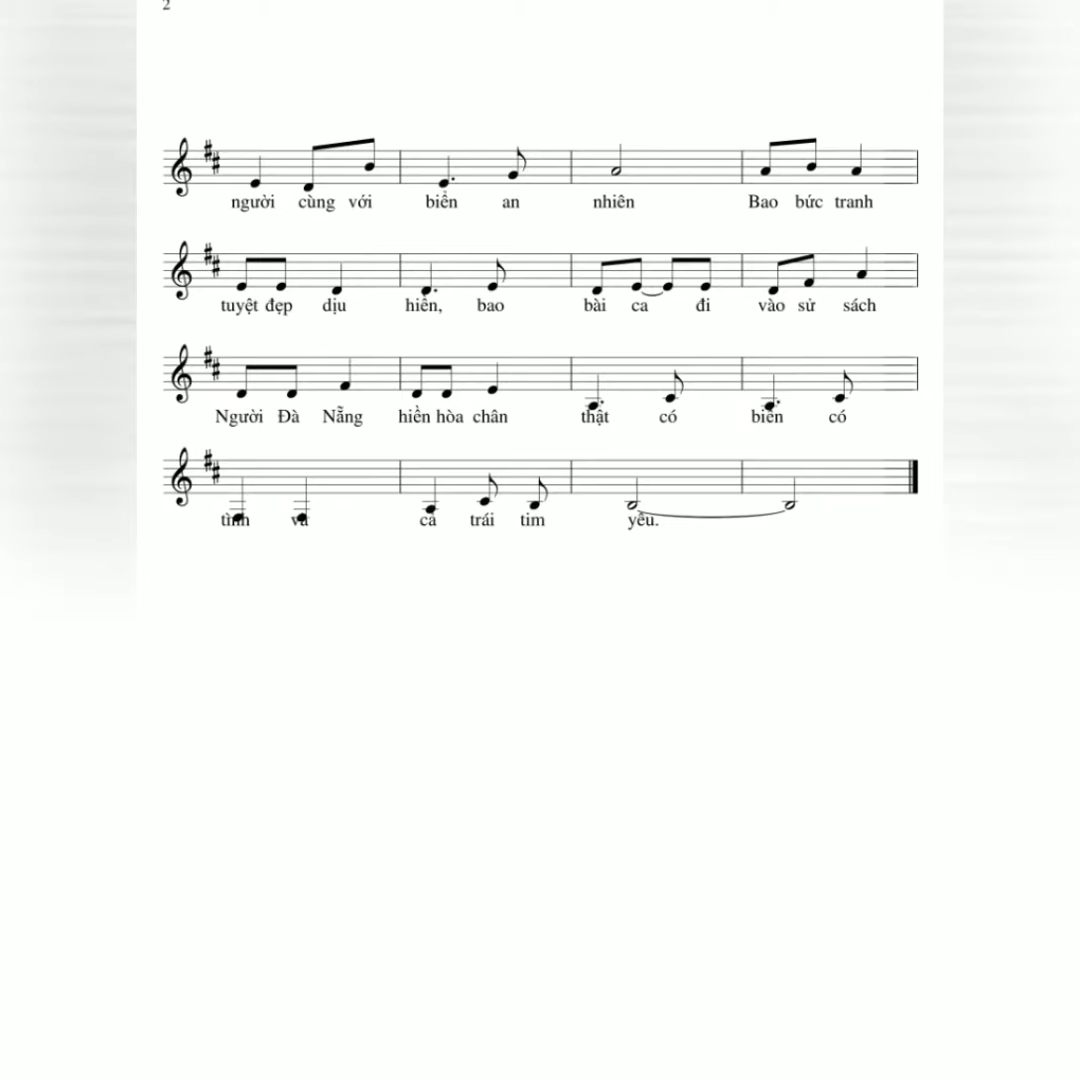 2
người cùng với biển an nhiên Bao bức tranh
tuyệt đẹp dịu hiền, bao bài ca đi vào sử sách
Người Đà Nẵng hiền hòa chân thật có biển có
tình và cả trái tim yêu.